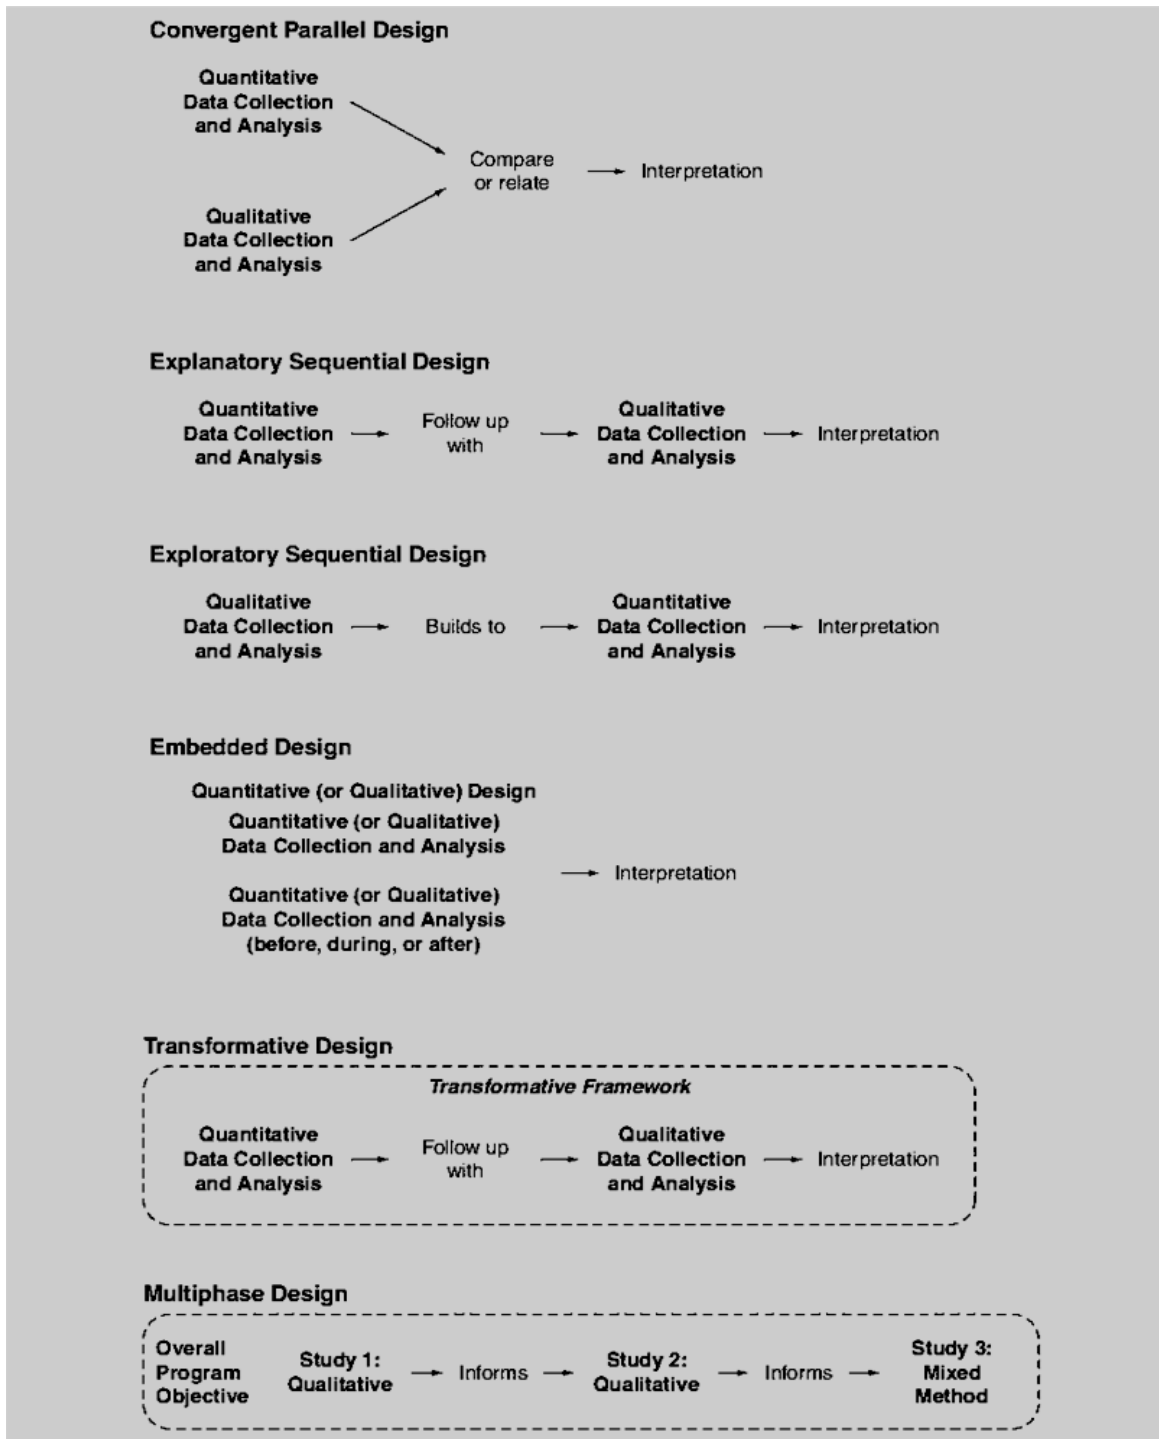 Convergent Parallel Design
Quantitative
Data Collection
and Analysis
Compare
or relate
Interpretation
Qualitative
Data Collection
and Analysis
Explanatory Sequential Design
Quantitative
Data Collection
and Analysis
Follow up
with
Qualitative
Data Collection
and Analysis
Interpretation
Exploratory Sequential Design
Qualitative
Data Collection
and Analysis
Builds to
Quantitative
Data Collection
and Analysis
Interpretation
Embedded Design
Quantitative (or Qualitative) Design
Quantitative (or Qualitative)
Data Collection and Analysis
Quantitative (or Qualitative)
Data Collection and Analysis
(before, during, or after)
Interpretation
Transformative Design
Transformative Framework
Quantitative
Data Collection
and Analysis
Follow up
with
Qualitative
Data Collection
and Analysis
Interpretation
Multiphase Design
Overall
Program
Objective
Study 1:
Qualitative
Informs
Study 2:
Qualitative
Informs
Study 3:
Mixed
Method